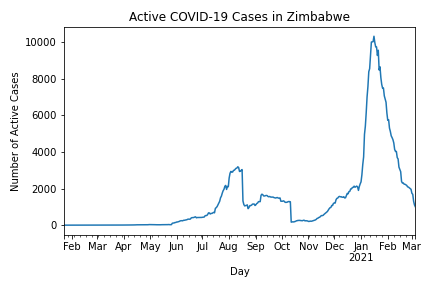 Active COVID-19 Cases in Zimbabwe
10000
8000
6000
4000
2000
0
Number of Active Cases
Feb Mar Apr May Jun Jul Aug Sep Oct Nov Dec Jan Feb Mar
2021
Day